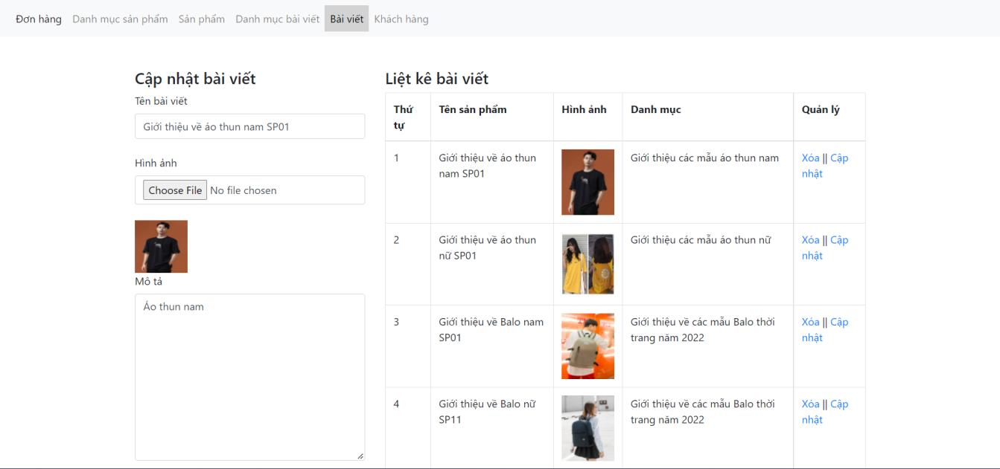 Đơn hàng Danh mục sản phẩm Sản phẩm Danh mục bài viết Bài viết Khách hàng
Cập nhật bài viết
Tên bài viết
Giới thiệu về áo thun nam SP01
Hình ảnh
Choose File No file chosen
Mô tả
Áo thun nam
Liệt kê bài viết
Thứ tự Tên sản phẩm Hình ảnh Danh mục Quản lý
1 Giới thiệu về áo thun nam SP01 Giới thiệu các mẫu áo thun nam Xóa || Cập nhật
2 Giới thiệu về áo thun nữ SP01 Giới thiệu các mẫu áo thun nữ Xóa || Cập nhật
3 Giới thiệu về Balo nam SP01 Giới thiệu về các mẫu Balo thời trang năm 2022 Xóa || Cập nhật
4 Giới thiệu về Balo nữ SP11 Giới thiệu về các mẫu Balo thời trang năm 2022 Xóa || Cập nhật